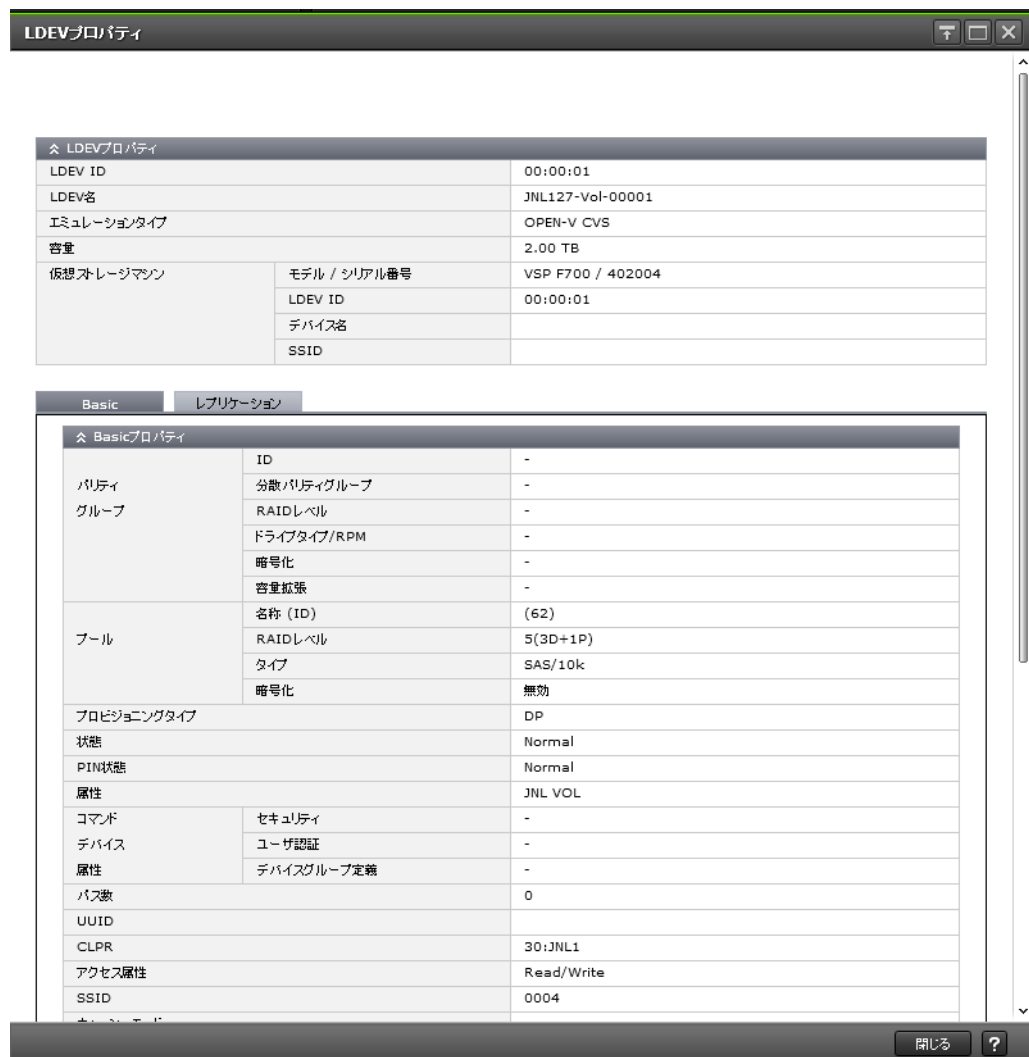 LDEVプロパティ
LDEVプロパティ
LDEV ID 00:00:01
LDEV名 JNL127-Vol-00001
エミュレーションタイプ OPEN-V CVS
容量 2.00 TB
仮想ストレージマシン モデル / シリアル番号 VSP F700 / 402004
LDEV ID 00:00:01
デバイス名
SSID
Basic レプリケーション
Basicプロパティ
ID -
パリティ 分散パリティグループ -
グループ RAIDレベル -
ドライブタイプ/RPM -
暗号化 -
容量拡張 -
名称 (ID) (62)
プール RAIDレベル 5(3D+1P)
タイプ SAS/10k
暗号化 無効
プロビジョニングタイプ DP
状態 Normal
PIN状態 Normal
属性 JNL VOL
コマンド セキュリティ -
デバイス ユーザ認証 -
属性 デバイスグループ定義 -
パス数 0
UUID
CLPR 30:JNL1
アクセス属性 Read/Write
SSID 0004
閉じる ?